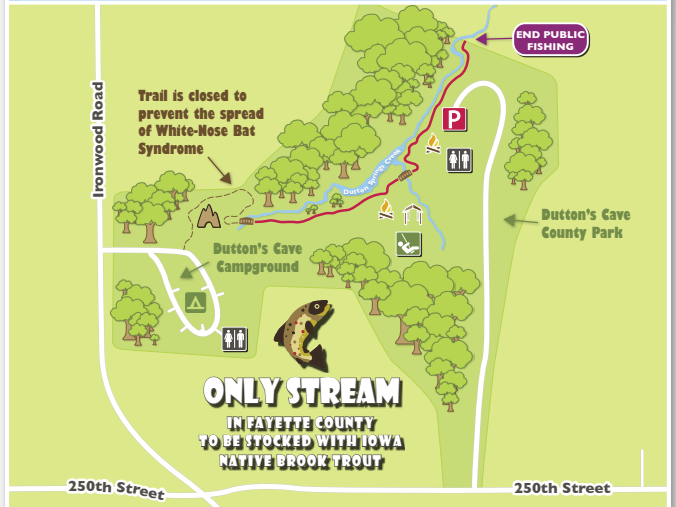 END PUBLIC
FISHING
Ironwood Road
Trail is closed to
prevent the spread
of White-Nose Bat
Syndrome
P
Dutton Springs Creek
Dutton's Cave
County Park
Dutton's Cave
Campground
ONLY STREAM
IN FAYETTE COUNTY
TO BE STOCKED WITH IOWA
NATIVE BROOK TROUT
250th Street
250th Street